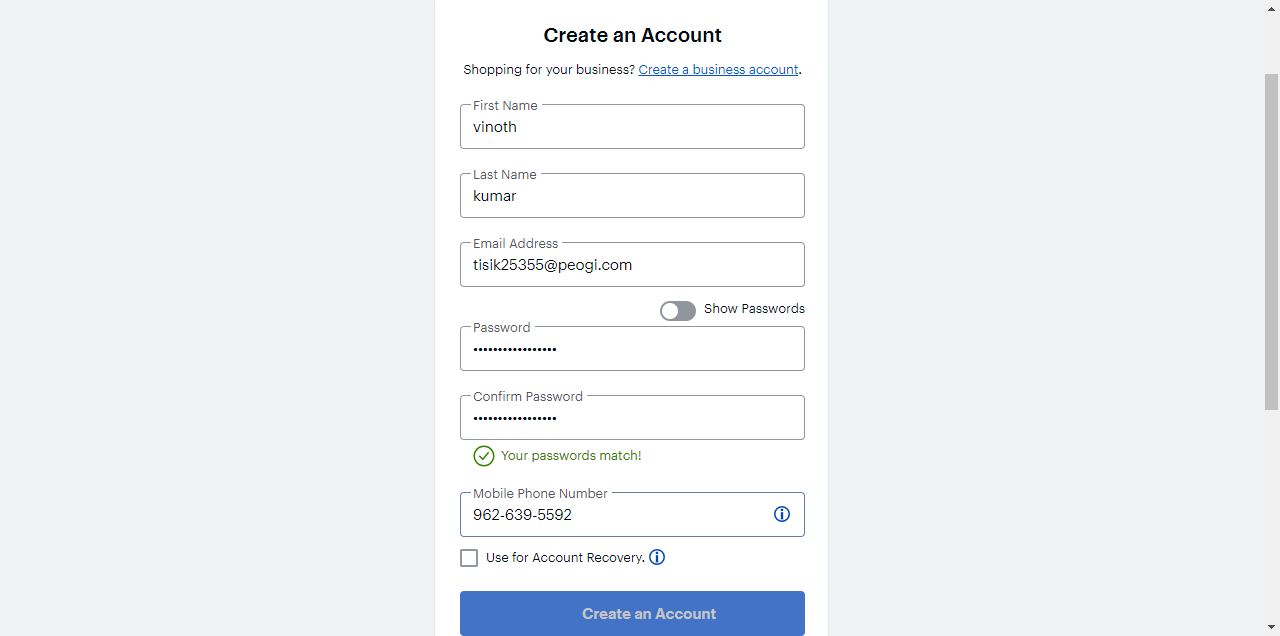 Create an Account
Shopping for your business? Create a business account.
First Name
vinoth
Last Name
kumar
Email Address
tisik25355@peogi.com
Show Passwords
Password
•••••••••••••••••
Confirm Password
•••••••••••••••••
Your passwords match!
Mobile Phone Number
962-639-5592
Use for Account Recovery.
Create an Account